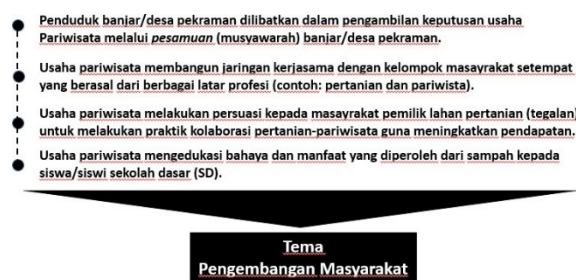 Penduduk banjar/desa pekraman dilibatkan dalam pengambilan keputusan usaha
Pariwisata melalui pesamuan (musyawarah) banjar/desa pekraman.
Usaha pariwisata membangun jaringan kerjasama dengan kelompok masayrakat setempat
yang berasal dari berbagai latar profesi (contoh: pertanian dan pariwista).
Usaha pariwisata melakukan persuasi kepada masayrakat pemilik lahan pertanian (tegalan)
untuk melakukan praktik kolaborasi pertanian-pariwisata guna meningkatkan pendapatan.
Usaha pariwisata mengedukasi bahaya dan manfaat yang diperoleh dari sampah kepada
siswa/siswi sekolah dasar (SD).
Tema
Pengembangan Masyarakat